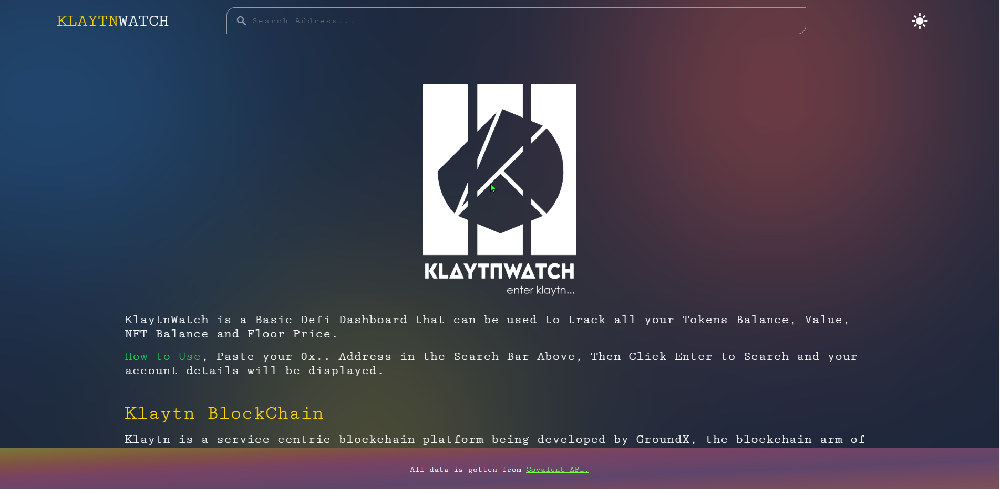 KLAYTNWATCH
Search Address...
KLAYTNWATCH
enter klaytn...
KlaytnWatch is a Basic Defi Dashboard that can be used to track all your Tokens Balance, Value,
NFT Balance and Floor Price.
How to Use, Paste your 0x.. Address in the Search Bar Above, Then Click Enter to Search and your
account details will be displayed.
Klaytn BlockChain
Klaytn is a service-centric blockchain platform being developed by GroundX, the blockchain arm of
All data is gotten from Covalent API.